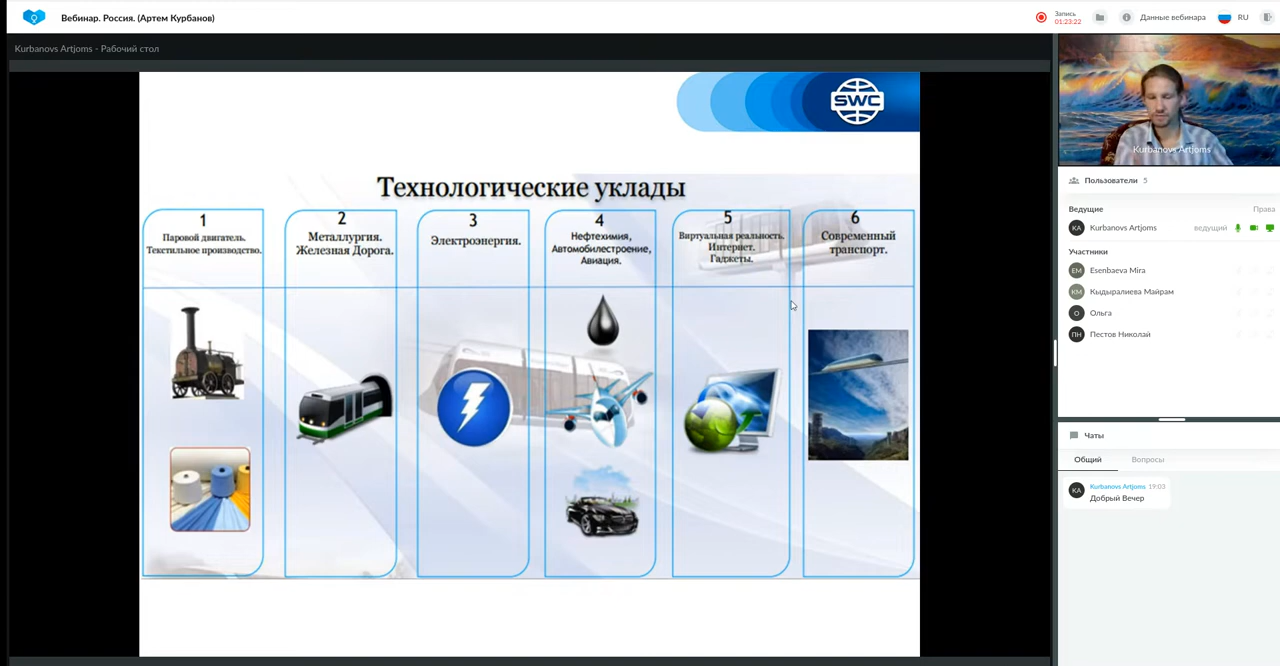 Вебинар. Россия. (Артем Курбанов)
Запись
01:23:22
Данные вебинара
RU
Kurbanovs Artjoms - Рабочий стол
SWC
Технологические уклады
1
Паровой двигатель.
Текстильное производство.
2
Металлургия.
Железная Дорога.
3
Электроэнергия.
4
Нефтехимия,
Автомобилестроение,
Авиация.
5
Виртуальная реальность.
Интернет.
Гаджеты.
6
Современный
транспорт.
Kurbanovs Artjoms
Пользователи 5
Ведущие
Права
KA Kurbanovs Artjoms ведущий
Участники
EM Esenbaeva Mira
КМ Кыдыралиева Майрам
О Ольга
ПН Пестов Николай
Чаты
Общий
Вопросы
KA Kurbanovs Artjoms 19:03
Добрый Вечер